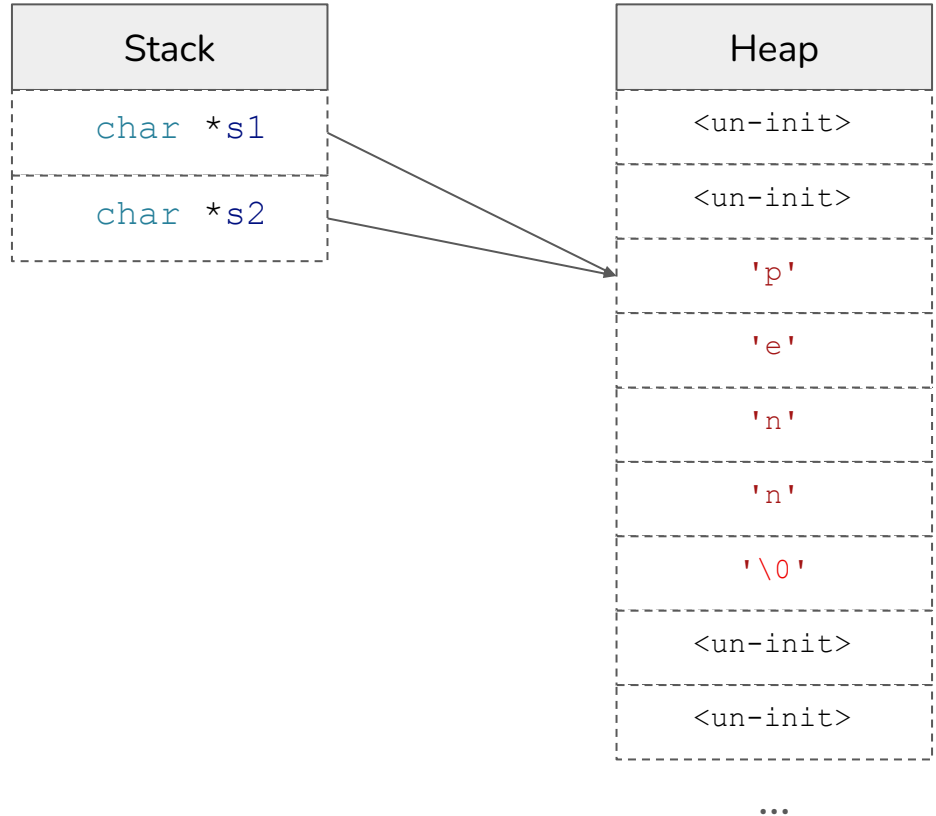 Stack
char *s1
char *s2
Heap
<un-init>
<un-init>
'p'
'e'
'n'
'n'
'\0'
<un-init>
<un-init>
...